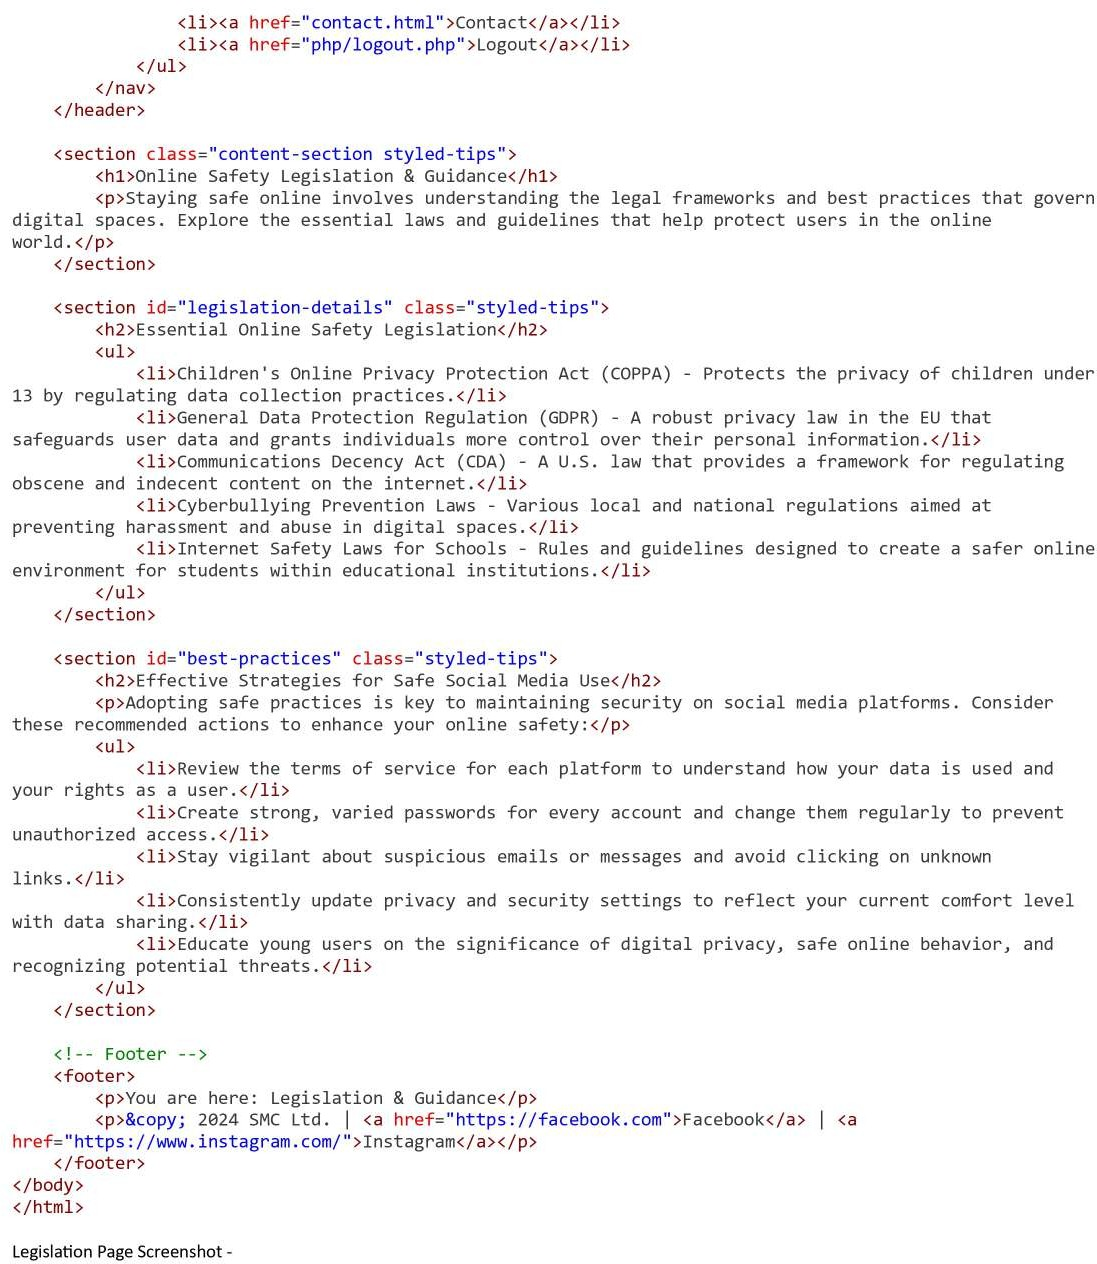 <li><a href="contact.html">Contact</a></li>
<li><a href="php/logout.php">Logout</a></li>
</ul>
</nav>
</header>
<section class="content-section styled-tips">
<h1>Online Safety Legislation & Guidance</h1>
<p>Staying safe online involves understanding the legal frameworks and best practices that govern
digital spaces. Explore the essential laws and guidelines that help protect users in the online
world.</p>
</section>
<section id="legislation-details" class="styled-tips">
<h2>Essential Online Safety Legislation</h2>
<ul>
<li>Children's Online Privacy Protection Act (COPPA) - Protects the privacy of children under
13 by regulating data collection practices.</li>
<li>General Data Protection Regulation (GDPR) - A robust privacy law in the EU that
safeguards user data and grants individuals more control over their personal information.</li>
<li>Communications Decency Act (CDA) - A U.S. law that provides a framework for regulating
obscene and indecent content on the internet.</li>
<li>Cyberbullying Prevention Laws - Various local and national regulations aimed at
preventing harassment and abuse in digital spaces.</li>
<li>Internet Safety Laws for Schools - Rules and guidelines designed to create a safer online
environment for students within educational institutions.</li>
</ul>
</section>
<section id="best-practices" class="styled-tips">
<h2>Effective Strategies for Safe Social Media Use</h2>
<p>Adopting safe practices is key to maintaining security on social media platforms. Consider
these recommended actions to enhance your online safety:</p>
<ul>
<li>Review the terms of service for each platform to understand how your data is used and
your rights as a user.</li>
<li>Create strong, varied passwords for every account and change them regularly to prevent
unauthorized access.</li>
<li>Stay vigilant about suspicious emails or messages and avoid clicking on unknown
links.</li>
<li>Consistently update privacy and security settings to reflect your current comfort level
with data sharing.</li>
<li>Educate young users on the significance of digital privacy, safe online behavior, and
recognizing potential threats.</li>
</ul>
</section>
<!-- Footer -->
<footer>
<p>You are here: Legislation & Guidance</p>
<p>&copy; 2024 SMC Ltd. | <a href="https://facebook.com">Facebook</a> | <a
href="https://www.instagram.com/">Instagram</a></p>
</footer>
</body>
</html>
Legislation Page Screenshot -